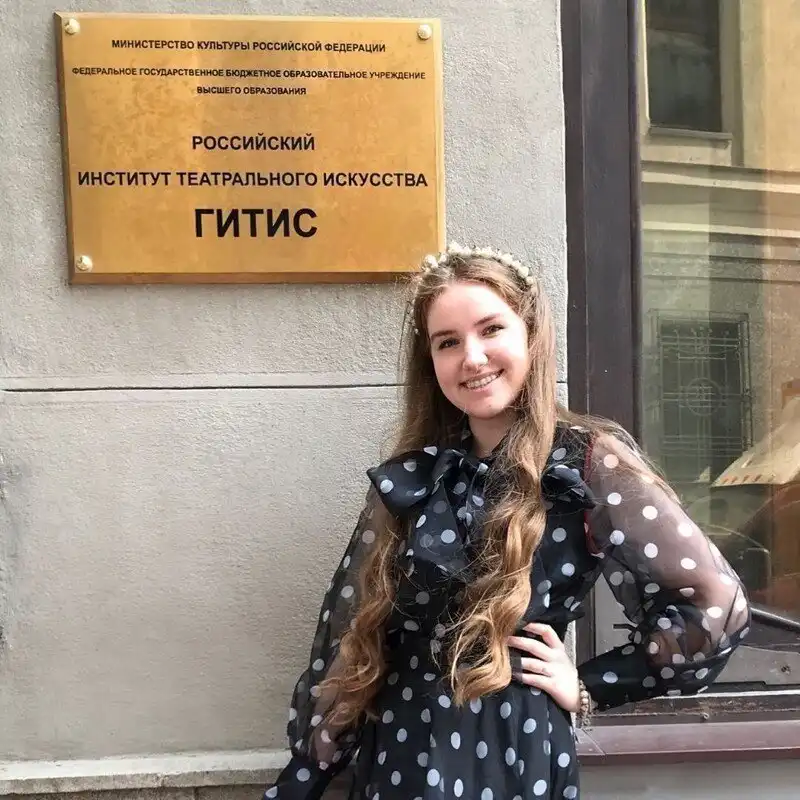 МИНИСТЕРСТВО КУЛЬТУРЫ РОССИЙСКОЙ ФЕДЕРАЦИИ
ФЕДЕРАЛЬНОЕ ГОСУДАРСТВЕННОЕ БЮДЖЕТНОЕ ОБРАЗОВАТЕЛЬНОЕ УЧРЕЖДЕНИЕ
ВЫСШЕГО ОБРАЗОВАНИЯ
РОССИЙСКИЙ
ИНСТИТУТ ТЕАТРАЛЬНОГО ИСКУССТВА
ГИТИС